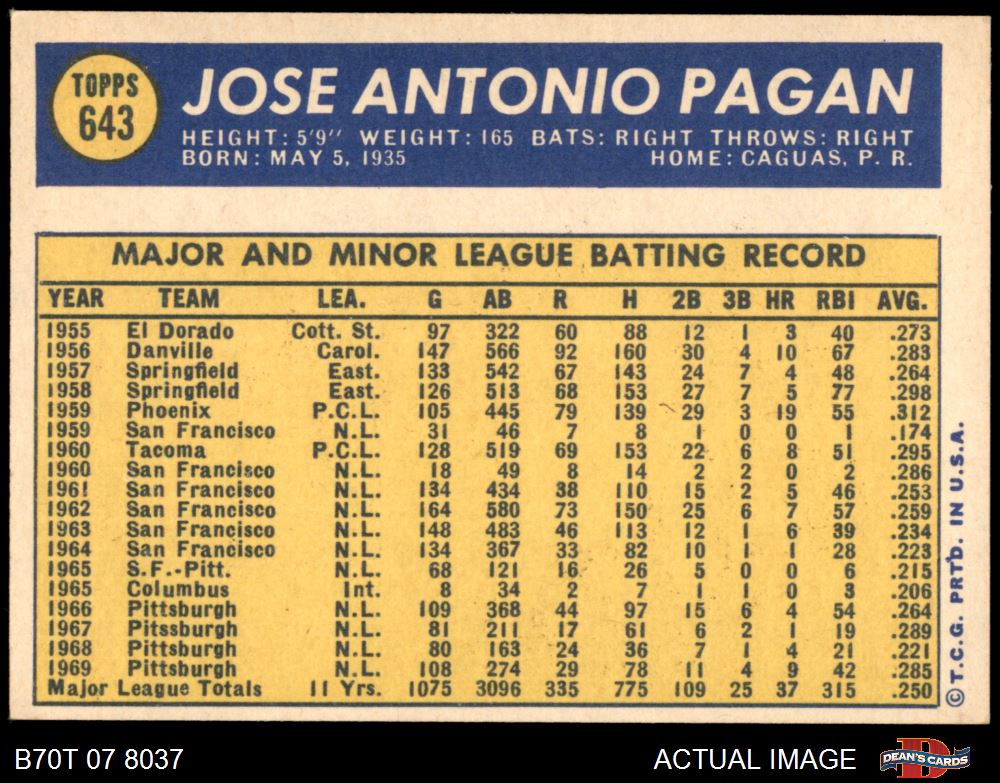 TOPPS
643
JOSE ANTONIO PAGAN
HEIGHT: 5'9" WEIGHT: 165 BATS: RIGHT THROWS: RIGHT
BORN: MAY 5, 1935 HOME: CAGUAS, P. R.
MAJOR AND MINOR LEAGUE BATTING RECORD
YEAR TEAM LEA. G AB R H 2B 3B HR RBI AVG.
1955 El Dorado Cott. St. 97 322 60 88 12 1 3 40 .273
1956 Danville Carol. 147 566 92 160 30 4 10 67 .283
1957 Springfield East. 133 542 67 143 24 7 4 48 .264
1958 Springfield East. 126 513 68 153 27 7 5 77 .298
1959 Phoenix P.C.L. 105 445 79 139 29 3 19 55 .312
1959 San Francisco N.L. 31 46 7 8 1 0 0 1 .174
1960 Tacoma P.C.L. 128 519 69 153 22 6 8 51 .295
1960 San Francisco N.L. 18 49 8 14 2 2 0 2 .286
1961 San Francisco N.L. 134 434 38 110 15 2 5 46 .253
1962 San Francisco N.L. 164 580 73 150 25 6 7 57 .259
1963 San Francisco N.L. 148 483 46 113 12 1 6 39 .234
1964 San Francisco N.L. 134 367 33 82 10 1 1 28 .223
1965 S.F.-Pitt. N.L. 68 121 16 26 5 0 0 6 .215
1965 Columbus Int. 8 34 2 7 1 1 0 3 .206
1966 Pittsburgh N.L. 109 368 44 97 15 6 4 54 .264
1967 Pitssburgh N.L. 81 211 17 61 6 2 1 19 .289
1968 Pittsburgh N.L. 80 163 24 36 7 1 4 21 .221
1969 Pittsburgh N.L. 108 274 29 78 11 4 9 42 .285
Major League Totals 11 Yrs. 1075 3096 335 775 109 25 37 315 .250
©T.C.G. PRTD. IN U.S.A.
B70T 07 8037 ACTUAL IMAGE DEAN'S CARDS